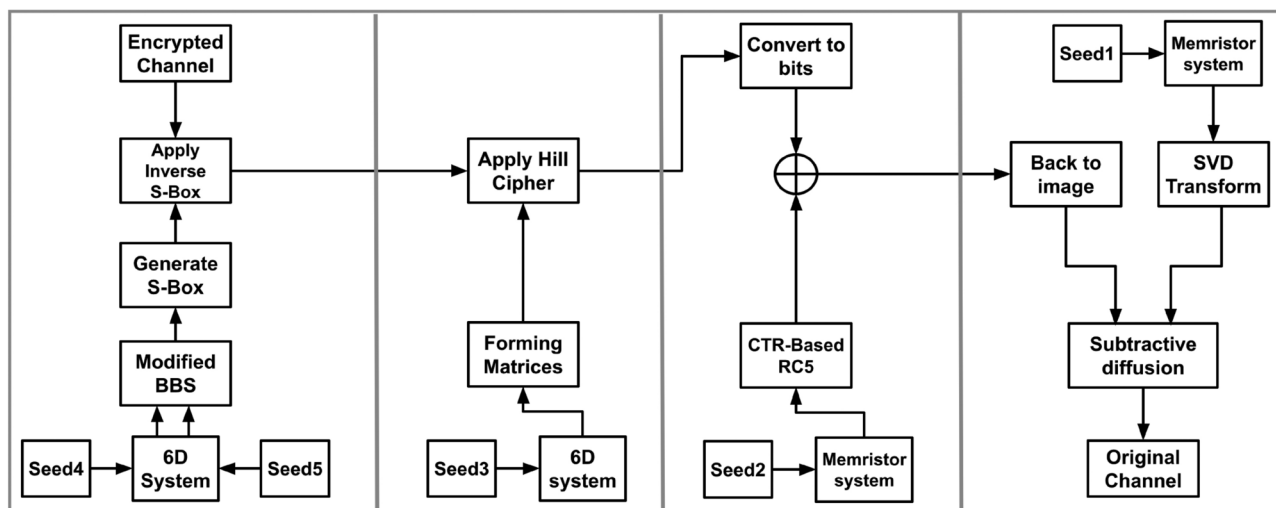 Encrypted
Channel
Apply
Inverse
S-Box
Generate
S-Box
Modified
BBS
Seed4
6D
System
Seed5
Apply Hill
Cipher
Forming
Matrices
Seed3
6D
system
Convert to
bits
CTR-Based
RC5
Seed2
Memristor
system
Seed1
Memristor
system
Back to
image
SVD
Transform
Subtractive
diffusion
Original
Channel